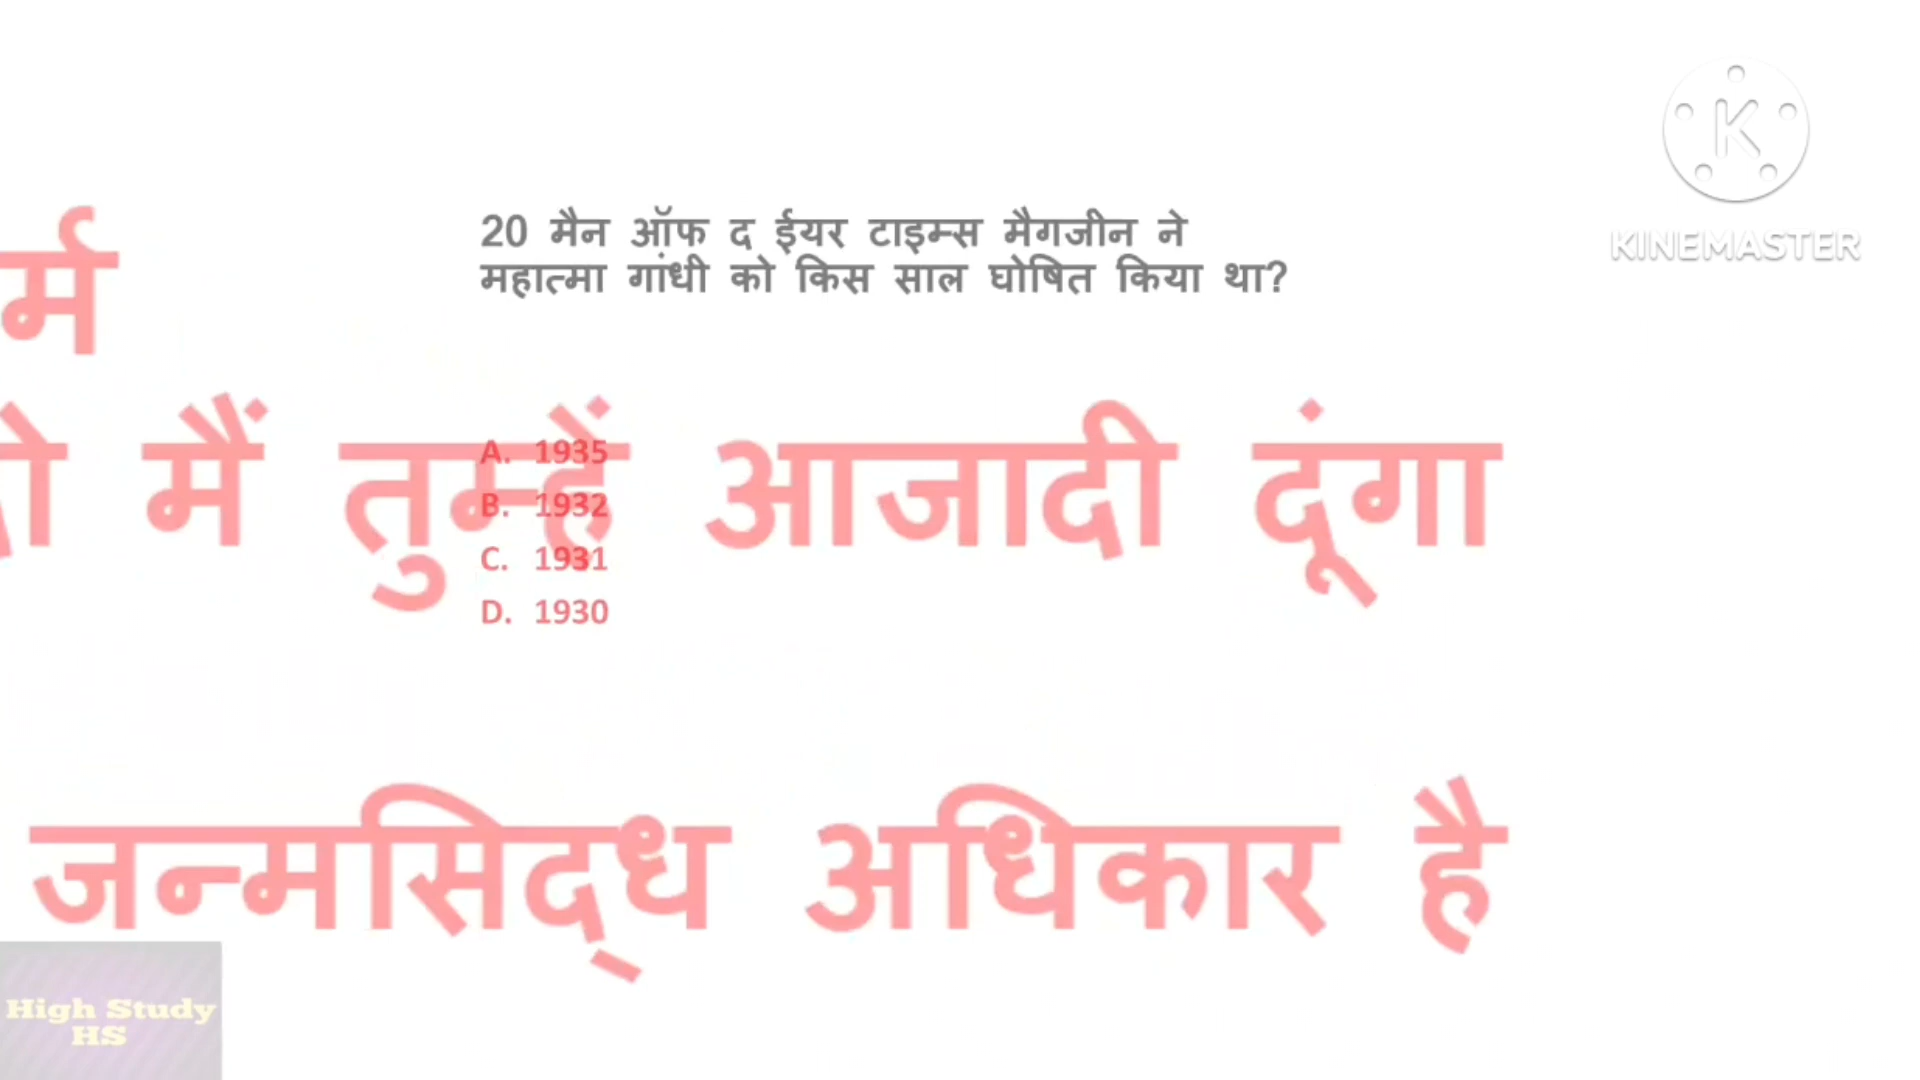 KINEMASTER
20 मैन ऑफ द ईयर टाइम्स मैगजीन ने
महात्मा गांधी को किस साल घोषित किया था?
मैं तुम्हें आजादी दूंगा
A. 1935
B. 1932
C. 1931
D. 1930
जन्मसिद्ध अधिकार है
High Study
HS